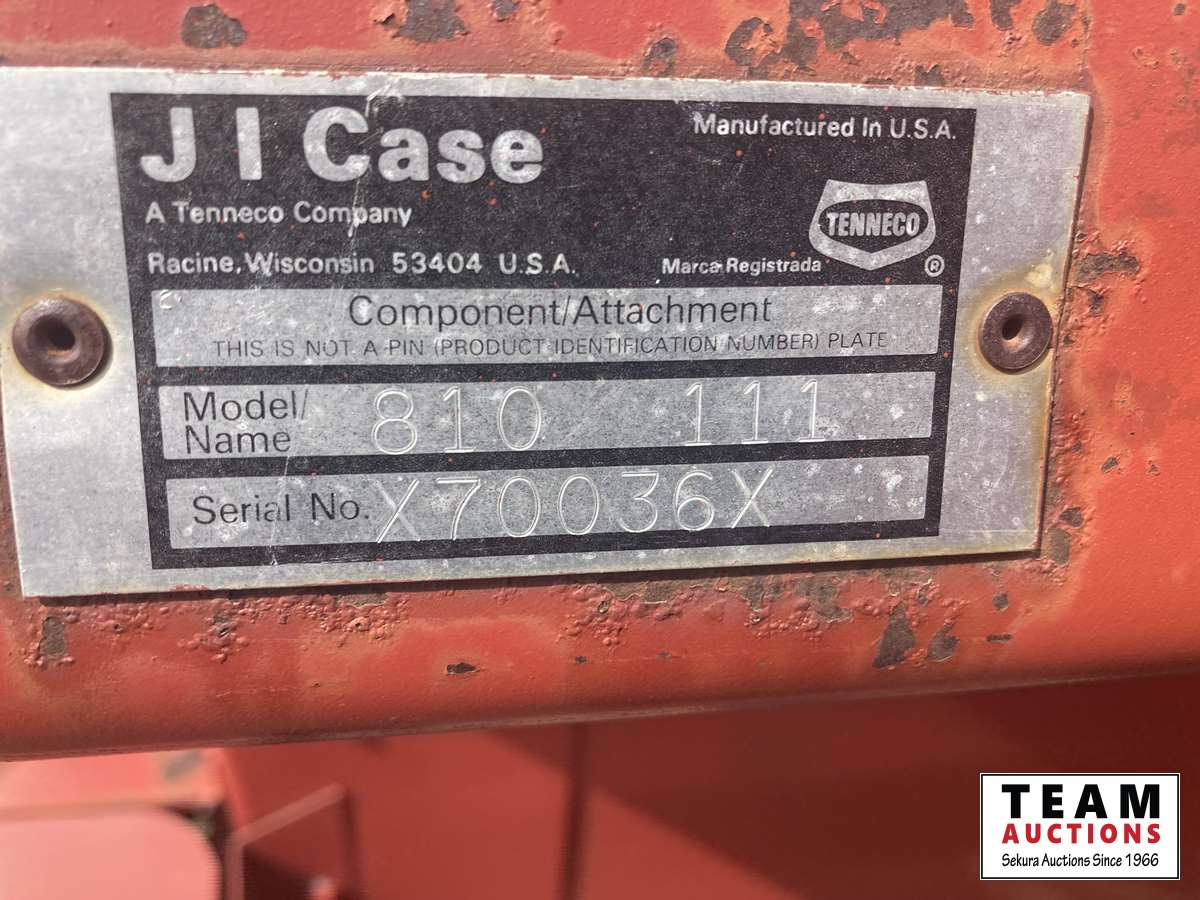 J I Case
Manufactured In U.S.A.
A Tenneco Company
TENNECO
Racine, Wisconsin 53404 U.S.A.
Marca Registrada ®
Component/Attachment
THIS IS NOT A PIN (PRODUCT IDENTIFICATION NUMBER) PLATE
Model/
Name 810 111
Serial No. X70036X
TEAM
AUCTIONS
Sekura Auctions Since 1966